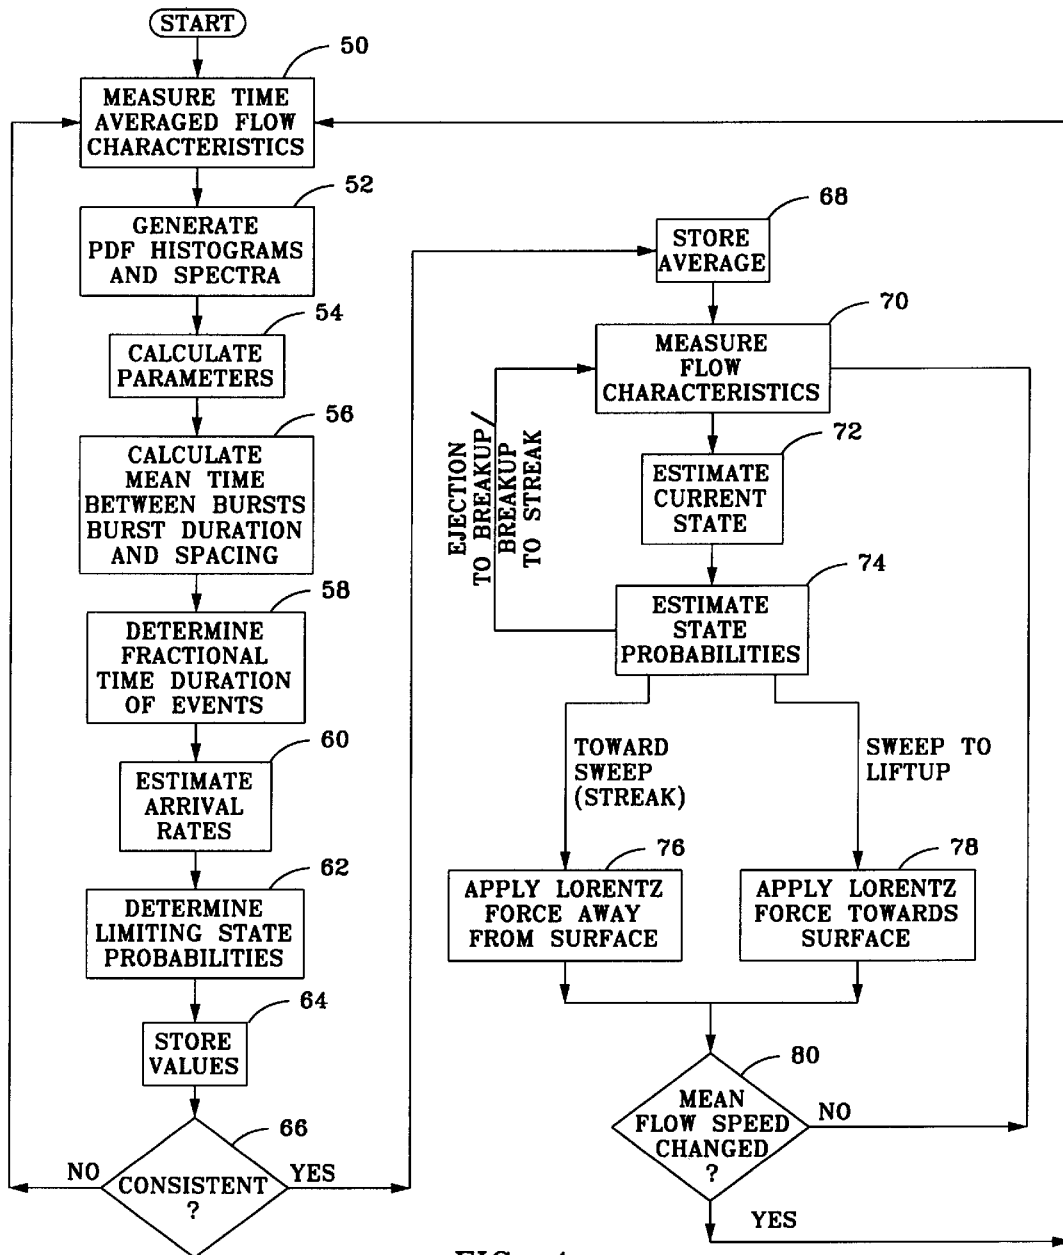 START
50
MEASURE TIME
AVERAGED FLOW
CHARACTERISTICS
52
GENERATE
PDF HISTOGRAMS
AND SPECTRA
54
CALCULATE
PARAMETERS
56
CALCULATE
MEAN TIME
BETWEEN BURSTS
BURST DURATION
AND SPACING
58
DETERMINE
FRACTIONAL
TIME DURATION
OF EVENTS
60
ESTIMATE
ARRIVAL
RATES
62
DETERMINE
LIMITING STATE
PROBABILITIES
64
STORE
VALUES
66
CONSISTENT
?
NO
YES
68
STORE
AVERAGE
70
MEASURE
FLOW
CHARACTERISTICS
72
ESTIMATE
CURRENT
STATE
74
ESTIMATE
STATE
PROBABILITIES
EJECTION
TO BREAKUP/
BREAKUP
TO STREAK
TOWARD
SWEEP
(STREAK)
SWEEP TO
LIFTUP
76
APPLY LORENTZ
FORCE AWAY
FROM SURFACE
78
APPLY LORENTZ
FORCE TOWARDS
SURFACE
80
MEAN
FLOW SPEED
CHANGED
?
NO
YES